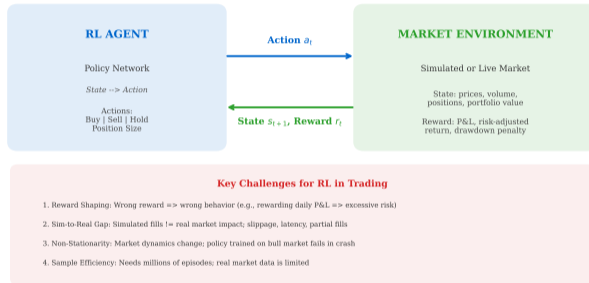 RL AGENT
Policy Network
State --> Action
Actions:
Buy | Sell | Hold
Position Size
Action aₜ
State sₜ₊₁, Reward rₜ
MARKET ENVIRONMENT
Simulated or Live Market
State: prices, volume,
positions, portfolio value
Reward: P&L, risk-adjusted
return, drawdown penalty
Key Challenges for RL in Trading
1. Reward Shaping: Wrong reward => wrong behavior (e.g., rewarding daily P&L => excessive risk)
2. Sim-to-Real Gap: Simulated fills != real market impact; slippage, latency, partial fills
3. Non-Stationarity: Market dynamics change; policy trained on bull market fails in crash
4. Sample Efficiency: Needs millions of episodes; real market data is limited